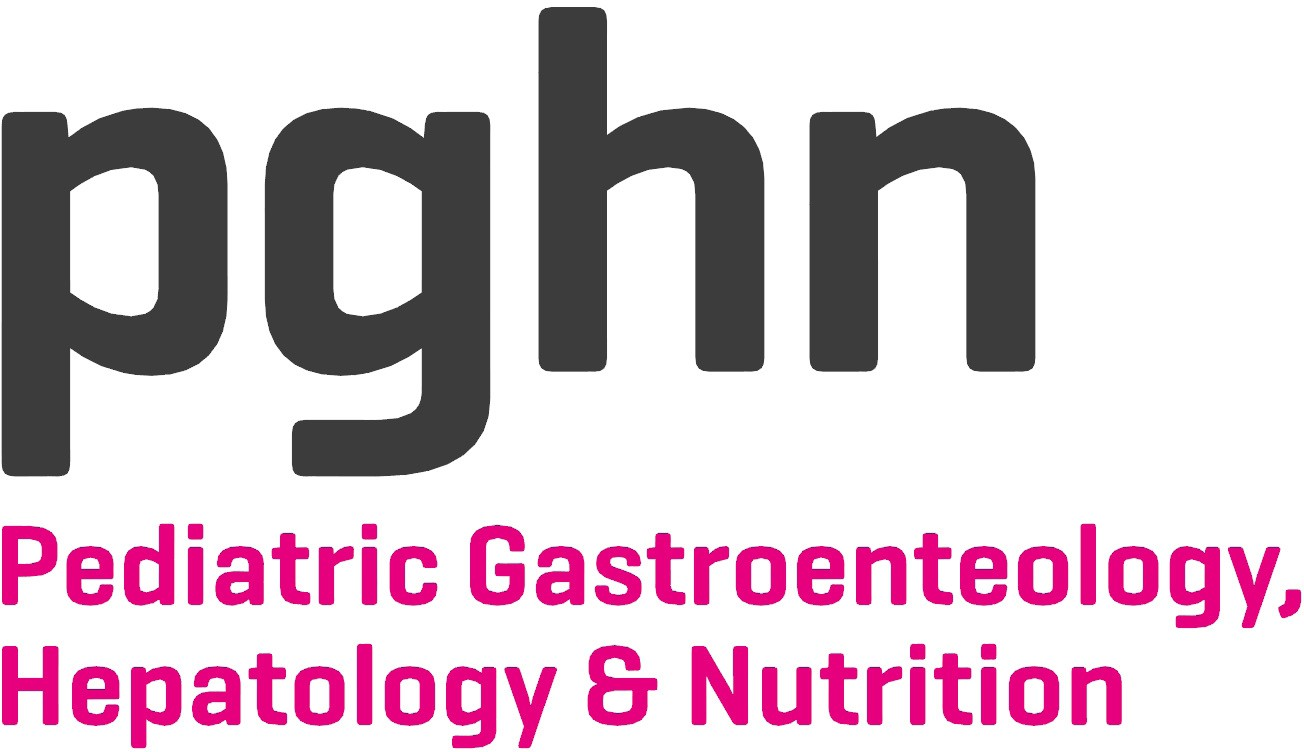 pghn
Pediatric Gastroenteology,
Hepatology & Nutrition